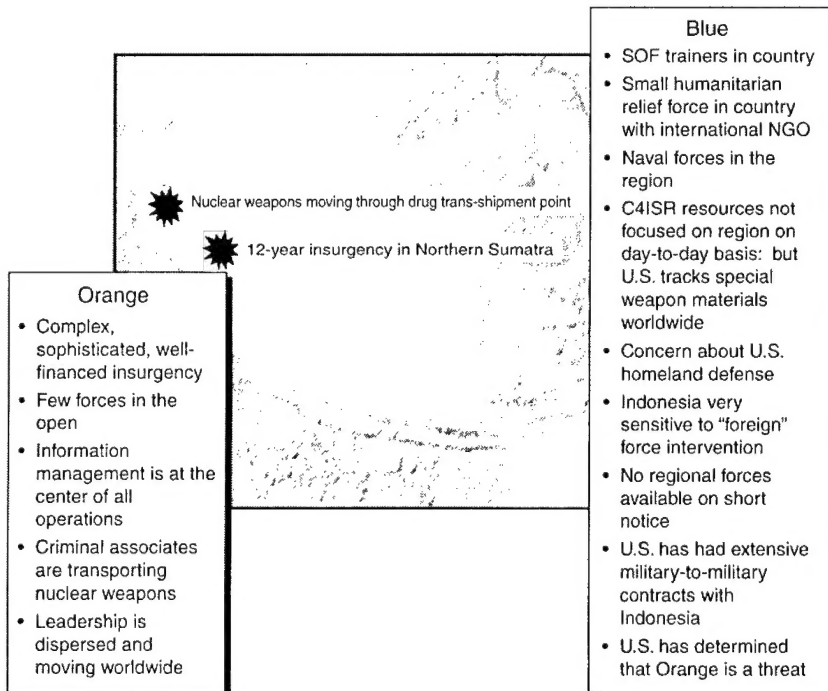 Nuclear weapons moving through drug trans-shipment point
12-year insurgency in Northern Sumatra
Orange
• Complex,
sophisticated, well-
financed insurgency
• Few forces in the
open
• Information
management is at the
center of all
operations
• Criminal associates
are transporting
nuclear weapons
• Leadership is
dispersed and
moving worldwide
Blue
• SOF trainers in country
• Small humanitarian
relief force in country
with international NGO
• Naval forces in the
region
• C4ISR resources not
focused on region on
day-to-day basis: but
U.S. tracks special
weapon materials
worldwide
• Concern about U.S.
homeland defense
• Indonesia very
sensitive to “foreign”
force intervention
• No regional forces
available on short
notice
• U.S. has had extensive
military-to-military
contracts with
Indonesia
• U.S. has determined
that Orange is a threat